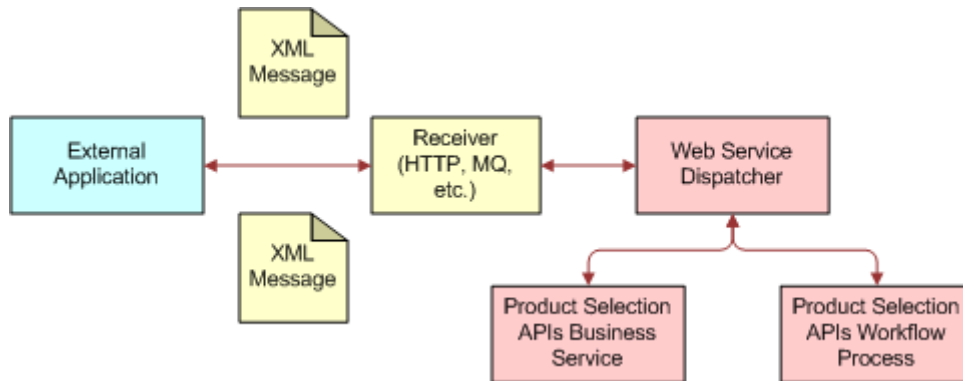 XML
Message
External
Application
Receiver
(HTTP, MQ,
etc.)
Web Service
Dispatcher
XML
Message
Product Selection
APIs Business
Service
Product Selection
APIs Workflow
Process